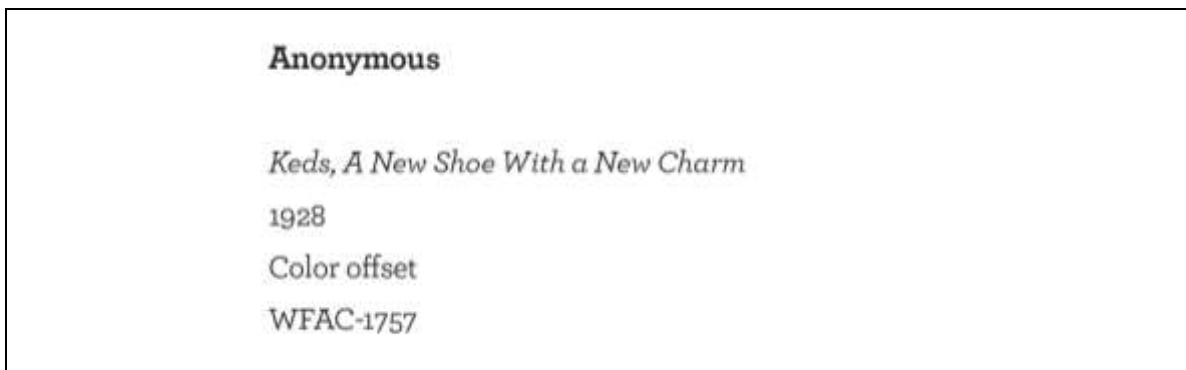 Anonymous
Keds, A New Shoe With a New Charm
1928
Color offset
WFAC-1757